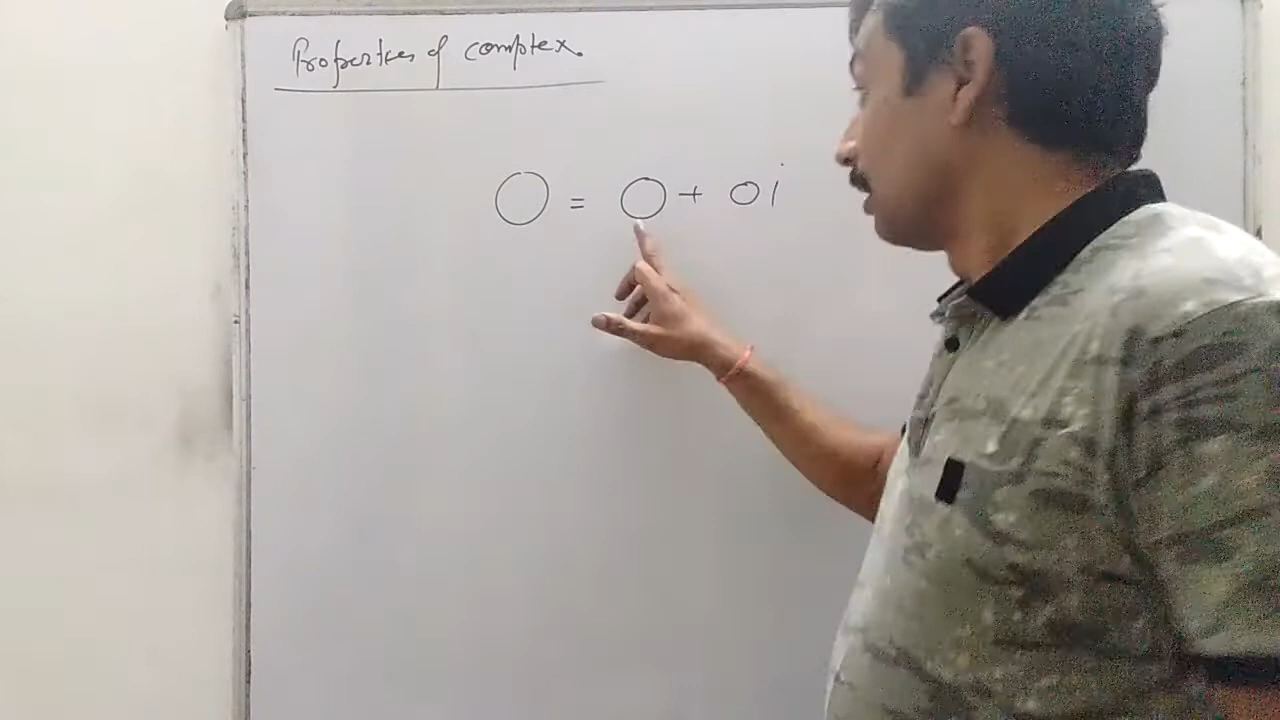 Properties of complex.
0 = 0 + 0i